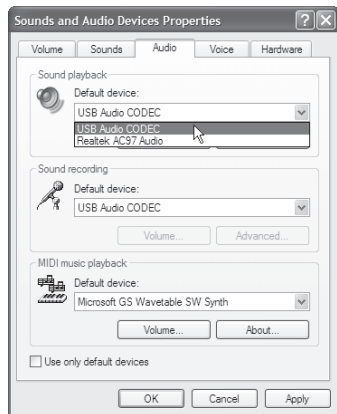 Sounds and Audio Devices Properties
Volume Sounds Audio Voice Hardware
Sound playback
Default device:
USB Audio CODEC
USB Audio CODEC
Realtek AC97 Audio
Sound recording
Default device:
USB Audio CODEC
Volume... Advanced...
MIDI music playback
Default device:
Microsoft GS Wavetable SW Synth
Volume... About...
Use only default devices
OK Cancel Apply